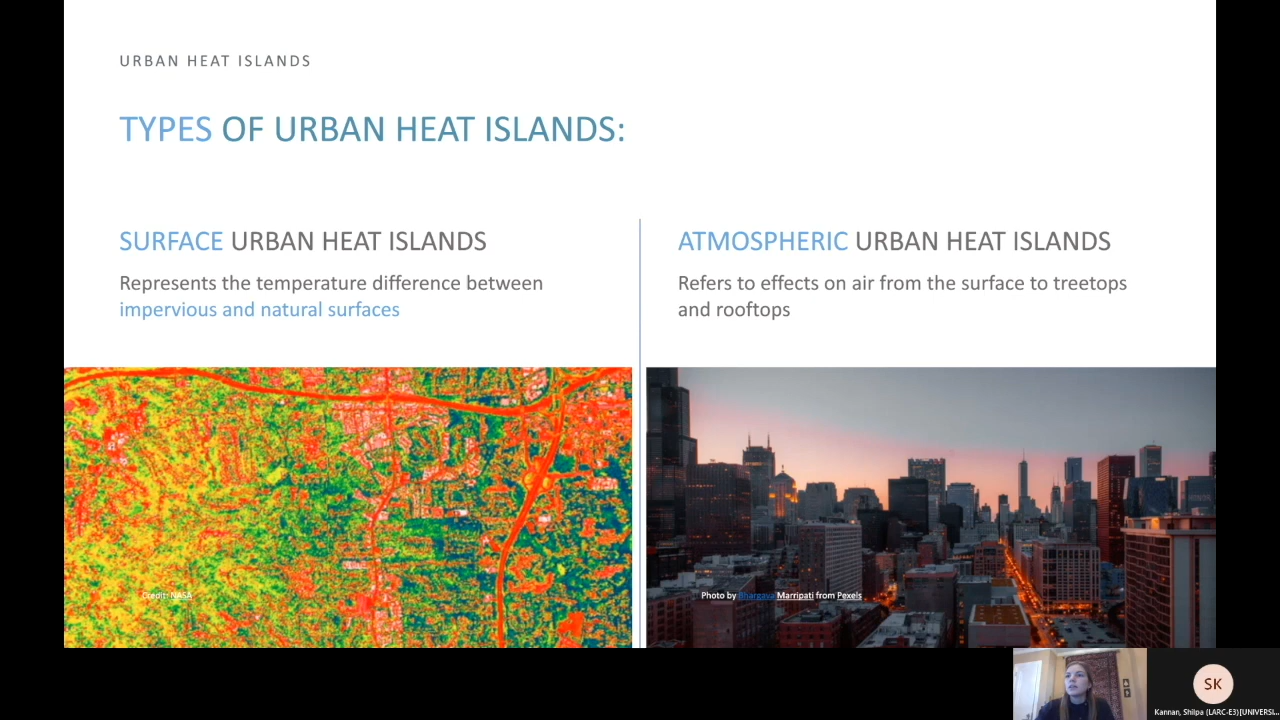 URBAN HEAT ISLANDS
TYPES OF URBAN HEAT ISLANDS:
SURFACE URBAN HEAT ISLANDS
Represents the temperature difference between
impervious and natural surfaces
ATMOSPHERIC URBAN HEAT ISLANDS
Refers to effects on air from the surface to treetops
and rooftops
Credit: NASA
Photo by Bhargava Marripati from Pexels
SK
Kannan, Shilpa (LARC-E3)[UNIVERSI...